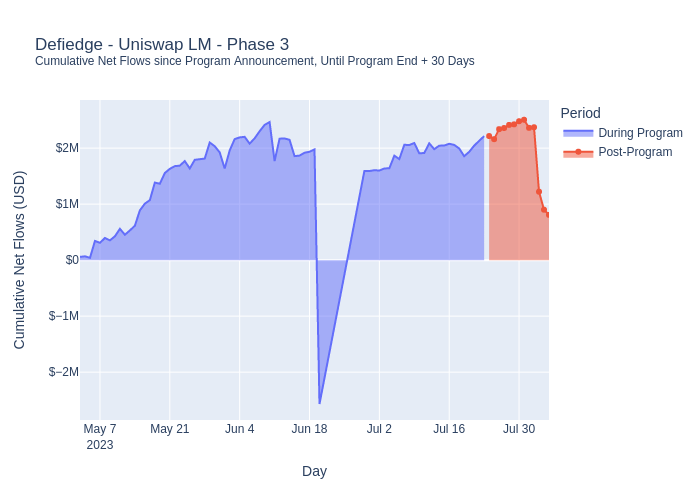 Defiedge - Uniswap LM - Phase 3
Cumulative Net Flows since Program Announcement, Until Program End + 30 Days
Period
During Program
Post-Program
Cumulative Net Flows (USD)
$2M
$1M
$0
$−1M
$−2M
May 7
2023
May 21
Jun 4
Jun 18
Jul 2
Jul 16
Jul 30
Day